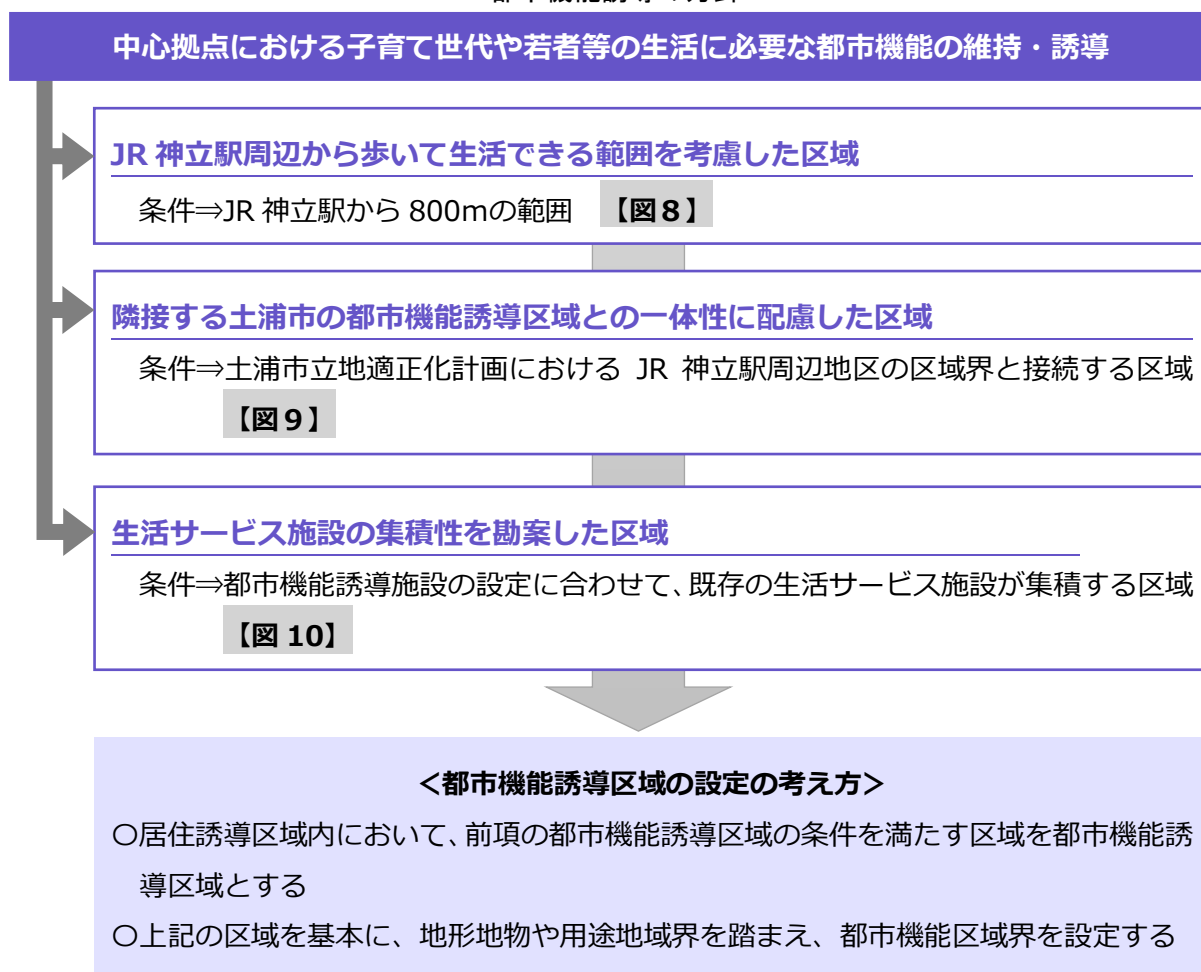 中心拠点における子育て世代や若者等の生活に必要な都市機能の維持・誘導
JR 神立駅周辺から歩いて生活できる範囲を考慮した区域
条件⇒JR 神立駅から 800mの範囲 【図８】
隣接する土浦市の都市機能誘導区域との一体性に配慮した区域
条件⇒土浦市立地適正化計画における JR 神立駅周辺地区の区域界と接続する区域
【図９】
生活サービス施設の集積性を勘案した区域
条件⇒都市機能誘導施設の設定に合わせて、既存の生活サービス施設が集積する区域
【図 10】
＜都市機能誘導区域の設定の考え方＞
〇居住誘導区域内において、前項の都市機能誘導区域の条件を満たす区域を都市機能誘
導区域とする
〇上記の区域を基本に、地形地物や用途地域界を踏まえ、都市機能区域界を設定する